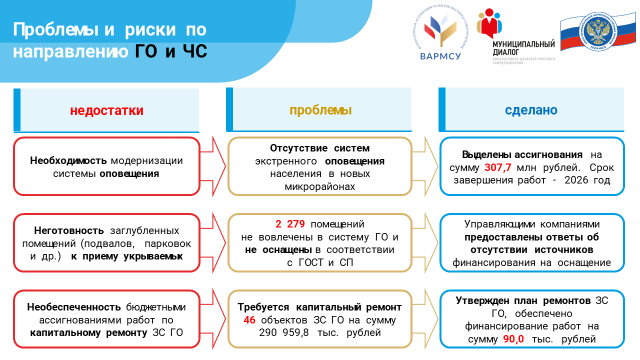 Проблемы и риски по
направлению ГО и ЧС
ВАРМСУ
МУНИЦИПАЛЬНЫЙ
ДИАЛОГ
недостатки
проблемы
сделано
Необходимость модернизации
системы оповещения
Отсутствие систем
экстренного оповещения
населения в новых
микрорайонах
Выделены ассигнования на
сумму 307,7 млн рублей. Срок
завершения работ - 2026 год
Неготовность заглубленных
помещений (подвалов, парковок
и др.) к приему укрываемых
2 279 помещений
не вовлечены в систему ГО и
не оснащены в соответствии
с ГОСТ и СП
Управляющими компаниями
предоставлены ответы об
отсутствии источников
финансирования на оснащение
Необеспеченность бюджетными
ассигнованиями работ по
капитальному ремонту ЗС ГО
Требуется капитальный ремонт
46 объектов ЗС ГО на сумму
290 959,8 тыс. рублей
Утвержден план ремонтов ЗС
ГО, обеспечено
финансирование работ на
сумму 90,0 тыс. рублей